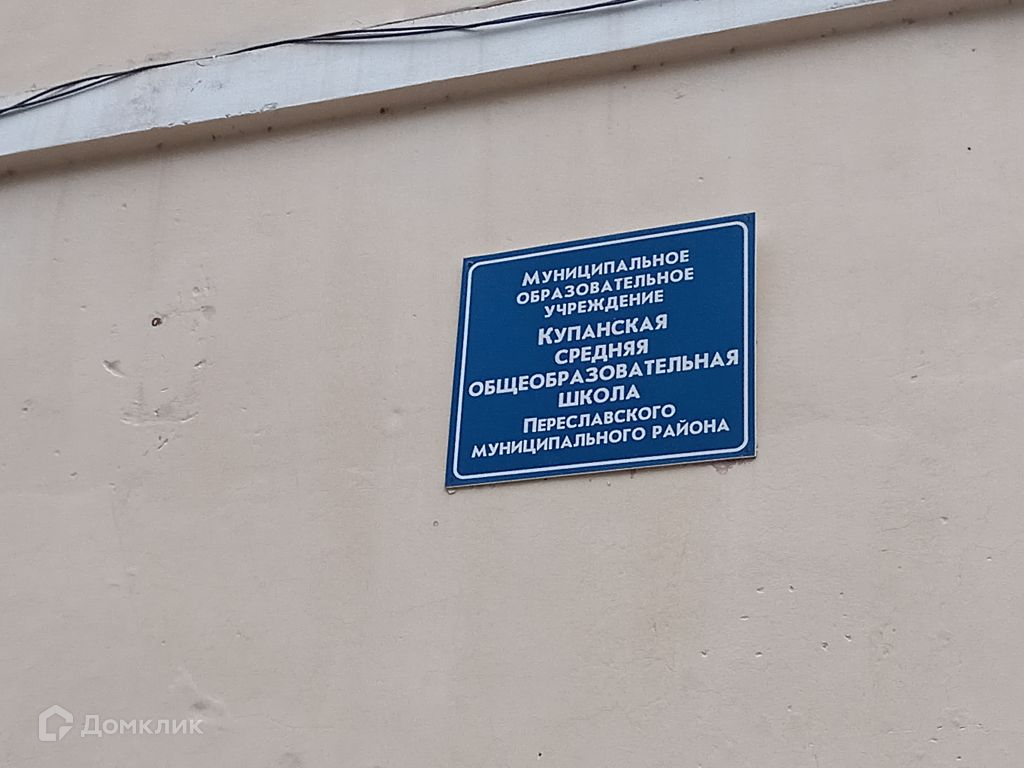 Муниципальное
образовательное
учреждение
Купанская
средняя
общеобразовательная
школа
Переславского
муниципального района
Домклик